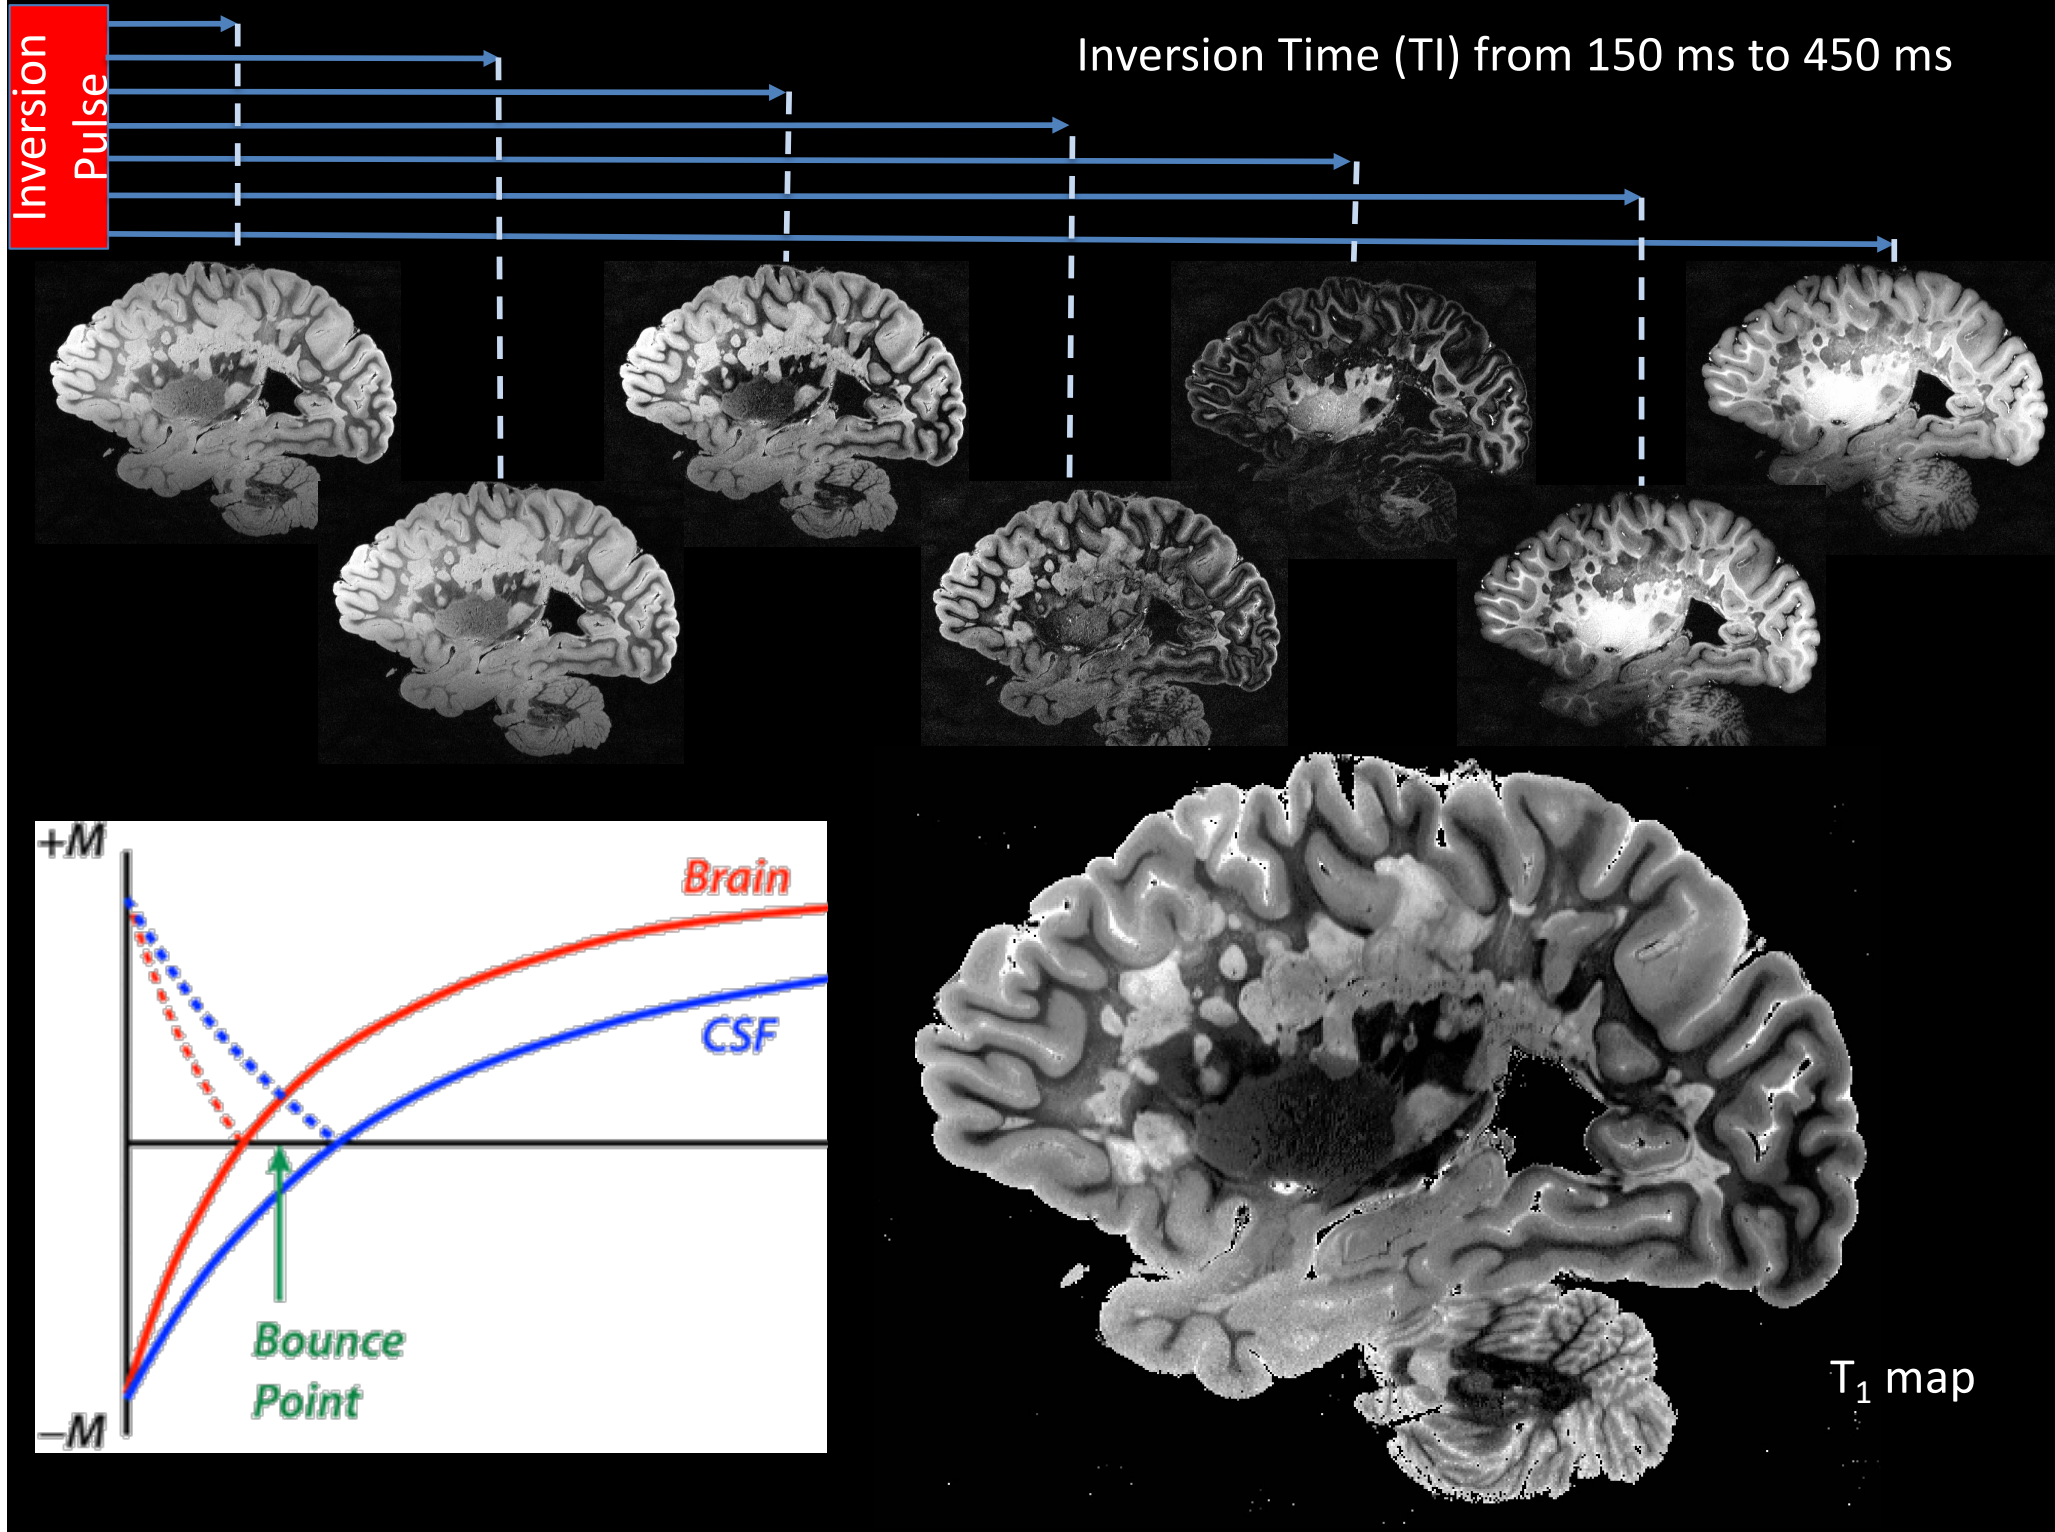 Inversion
Pulse
Inversion Time (TI) from 150 ms to 450 ms
+M
Brain
CSF
Bounce
Point
–M
T₁ map